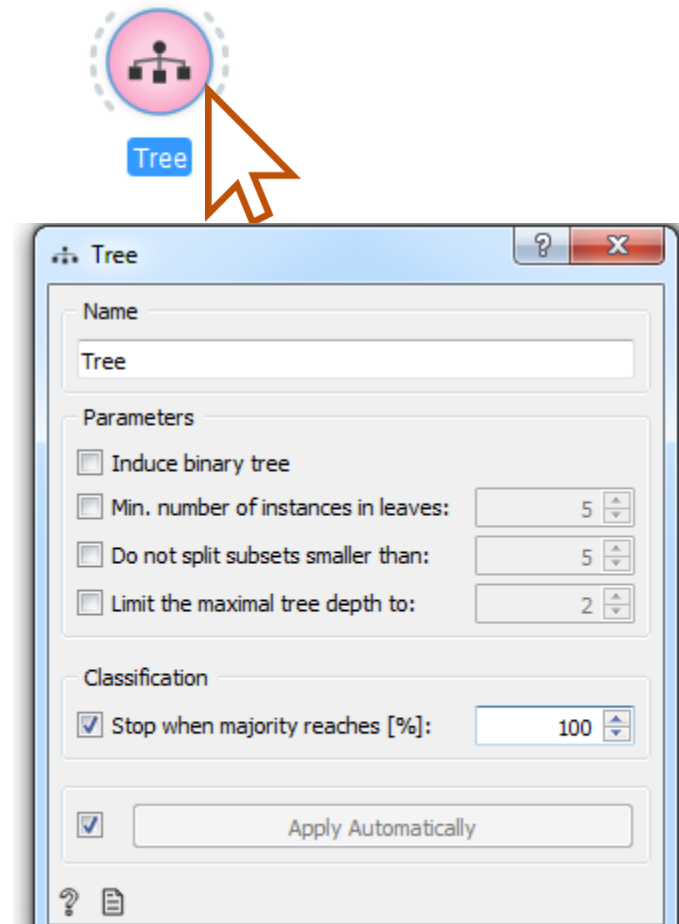 Tree
Tree
Name
Tree
Parameters
Induce binary tree
Min. number of instances in leaves: 5
Do not split subsets smaller than: 5
Limit the maximal tree depth to: 2
Classification
Stop when majority reaches [%]: 100
Apply Automatically